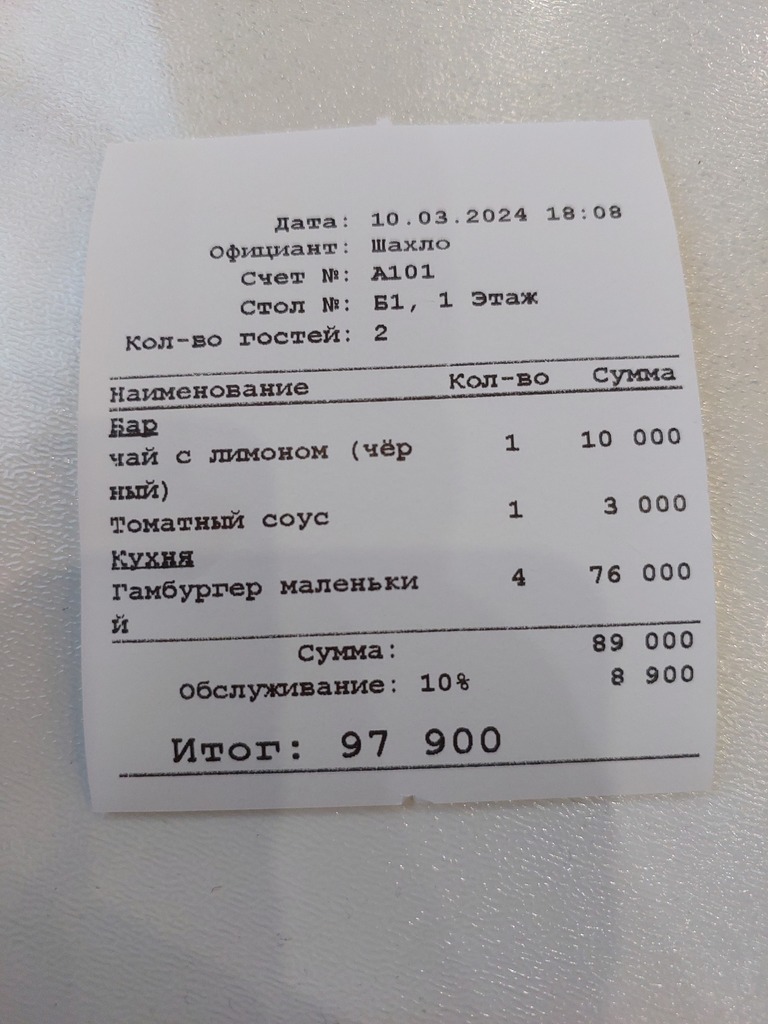 Дата: 10.03.2024 18:08
Официант: Шахло
Счет №: А101
Стол №: Б1, 1 Этаж
Кол-во гостей: 2
Наименование Кол-во Сумма
Бар
чай с лимоном (чёр 1 10 000
ный)
Томатный соус 1 3 000
Кухня
Гамбургер маленьки 4 76 000
й
Сумма: 89 000
Обслуживание: 10% 8 900
Итог: 97 900